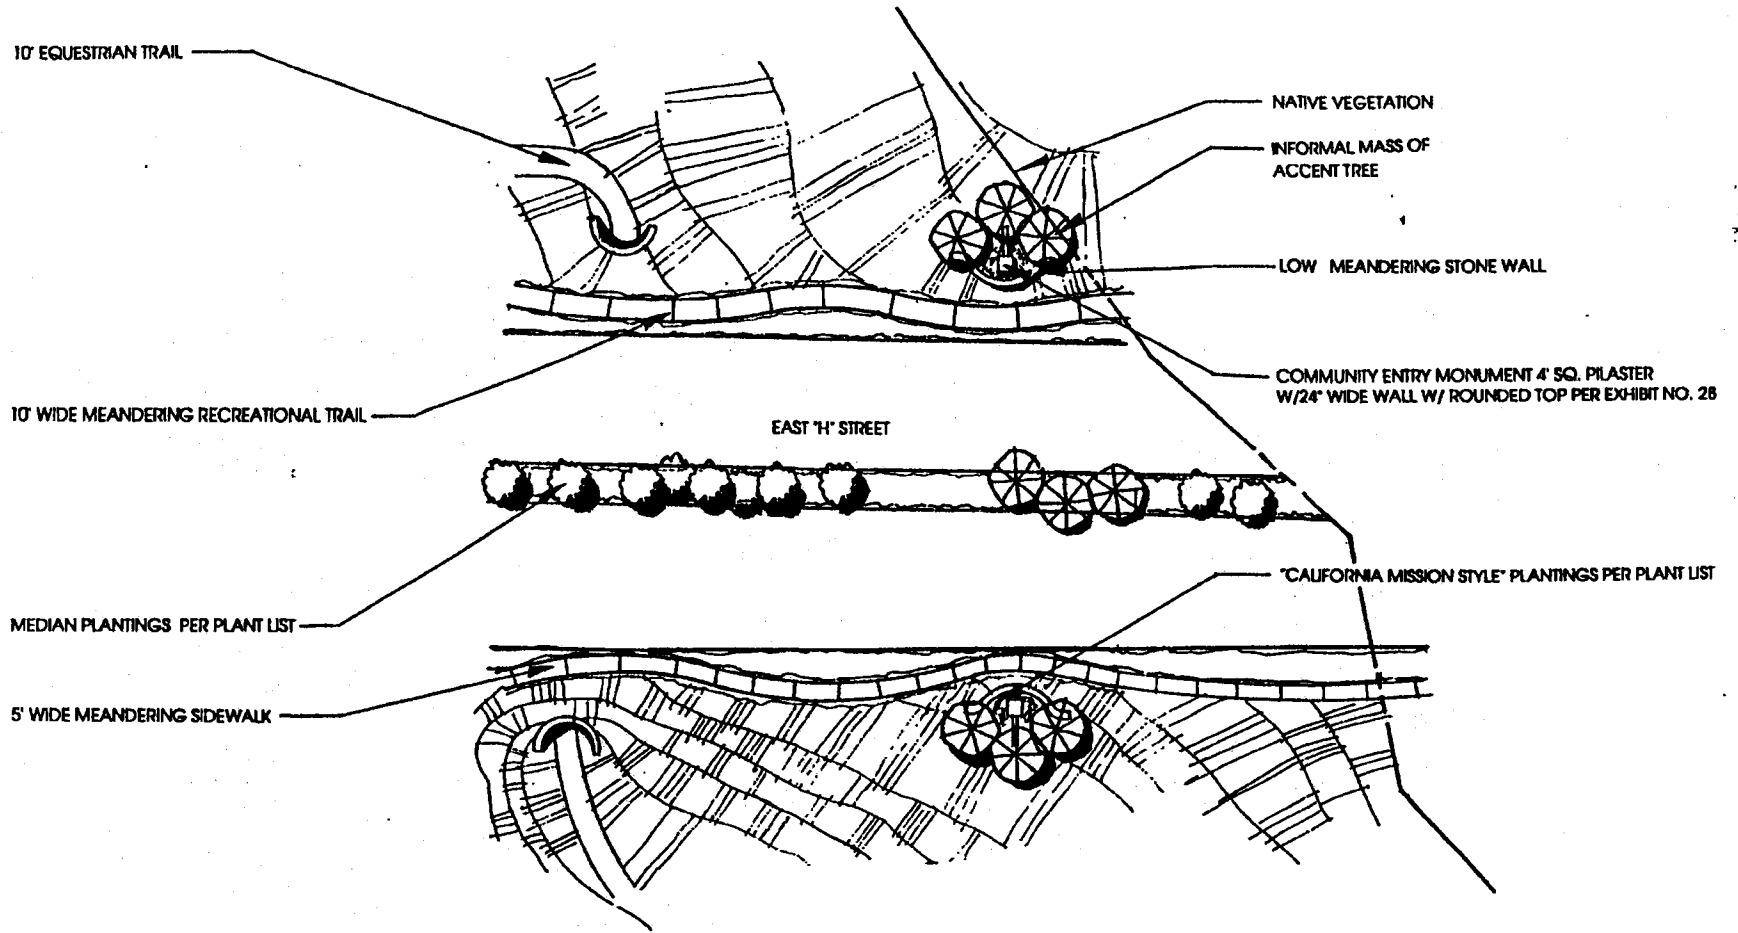 10' EQUESTRIAN TRAIL
NATIVE VEGETATION
INFORMAL MASS OF
ACCENT TREE
LOW MEANDERING STONE WALL
COMMUNITY ENTRY MONUMENT 4' SQ. PILASTER
W/24" WIDE WALL W/ ROUNDED TOP PER EXHIBIT NO. 28
10' WIDE MEANDERING RECREATIONAL TRAIL
EAST "H" STREET
"CALIFORNIA MISSION STYLE" PLANTINGS PER PLANT LIST
MEDIAN PLANTINGS PER PLANT LIST
5' WIDE MEANDERING SIDEWALK